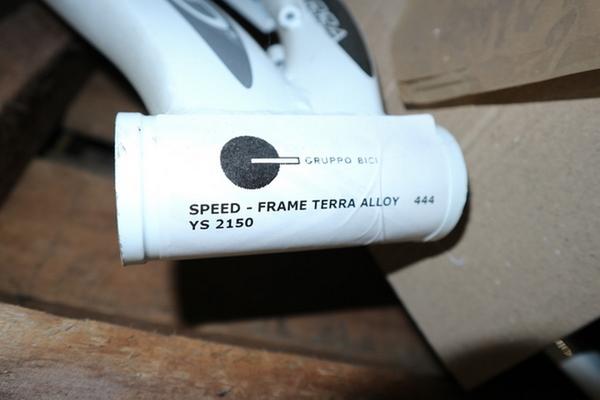 GRUPPO BICI
SPEED - FRAME TERRA ALLOY 444
YS 2150